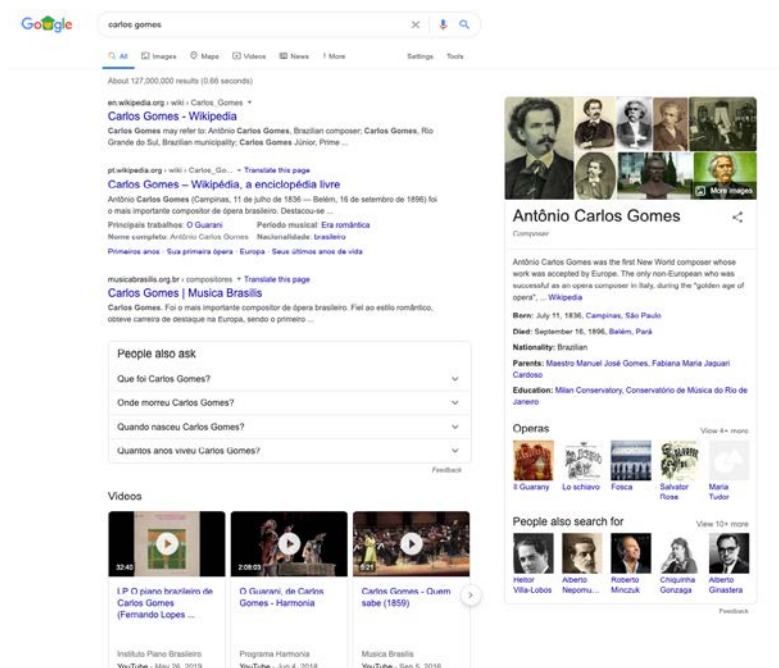 Google
carlos gomes
All Images Maps Videos News More Settings Tools
About 127,000,000 results (0.66 seconds)
en.wikipedia.org › wiki › Carlos_Gomes
Carlos Gomes - Wikipedia
Carlos Gomes may refer to: Antônio Carlos Gomes, Brazilian composer; Carlos Gomes, Rio
Grande do Sul, Brazilian municipality; Carlos Gomes Júnior, Prime ...
pt.wikipedia.org › wiki › Carlos_Go... Translate this page
Carlos Gomes – Wikipédia, a enciclopédia livre
Antônio Carlos Gomes (Campinas, 11 de julho de 1836 — Belém, 16 de setembro de 1896) foi
o mais importante compositor de ópera brasileiro. Destacou-se ...
Principais trabalhos: O Guarani Período musical: Era romântica
Nome completo: Antônio Carlos Gomes Nacionalidade: brasileiro
Primeiros anos · Sua primeira ópera · Europa · Seus últimos anos de vida
musicabrasilis.org.br › compositores Translate this page
Carlos Gomes | Musica Brasilis
Carlos Gomes. Foi o mais importante compositor de ópera brasileiro. Fiel ao estilo romântico,
obteve carreira de destaque na Europa, sendo o primeiro ...
People also ask
Que foi Carlos Gomes?
Onde morreu Carlos Gomes?
Quando nasceu Carlos Gomes?
Quantos anos viveu Carlos Gomes?
Feedback
Videos
32:40
2:08:03
5:21
LP O piano brazileiro de
Carlos Gomes
(Fernando Lopes ...
Instituto Piano Brasileiro
YouTube - May 26, 2019
O Guarani, de Carlos
Gomes - Harmonia
Programa Harmonia
YouTube - Jun 4, 2018
Carlos Gomes - Quem
sabe (1859)
Musica Brasilis
YouTube - Sep 5, 2016
More images
Antônio Carlos Gomes
Composer
Antônio Carlos Gomes was the first New World composer whose
work was accepted by Europe. The only non-European who was
successful as an opera composer in Italy, during the "golden age of
opera", ... Wikipedia
Born: July 11, 1836, Campinas, São Paulo
Died: September 16, 1896, Belém, Pará
Nationality: Brazilian
Parents: Maestro Manuel José Gomes, Fabiana Maria Jaguari
Cardoso
Education: Milan Conservatory, Conservatório de Música do Rio de
Janeiro
Operas
View 4+ more
Il Guarany
Lo schiavo
Fosca
Salvator
Rosa
Maria
Tudor
People also search for
View 10+ more
Heitor
Villa-Lobos
Alberto
Nepomu...
Roberto
Minczuk
Chiquinha
Gonzaga
Alberto
Ginastera
Feedback